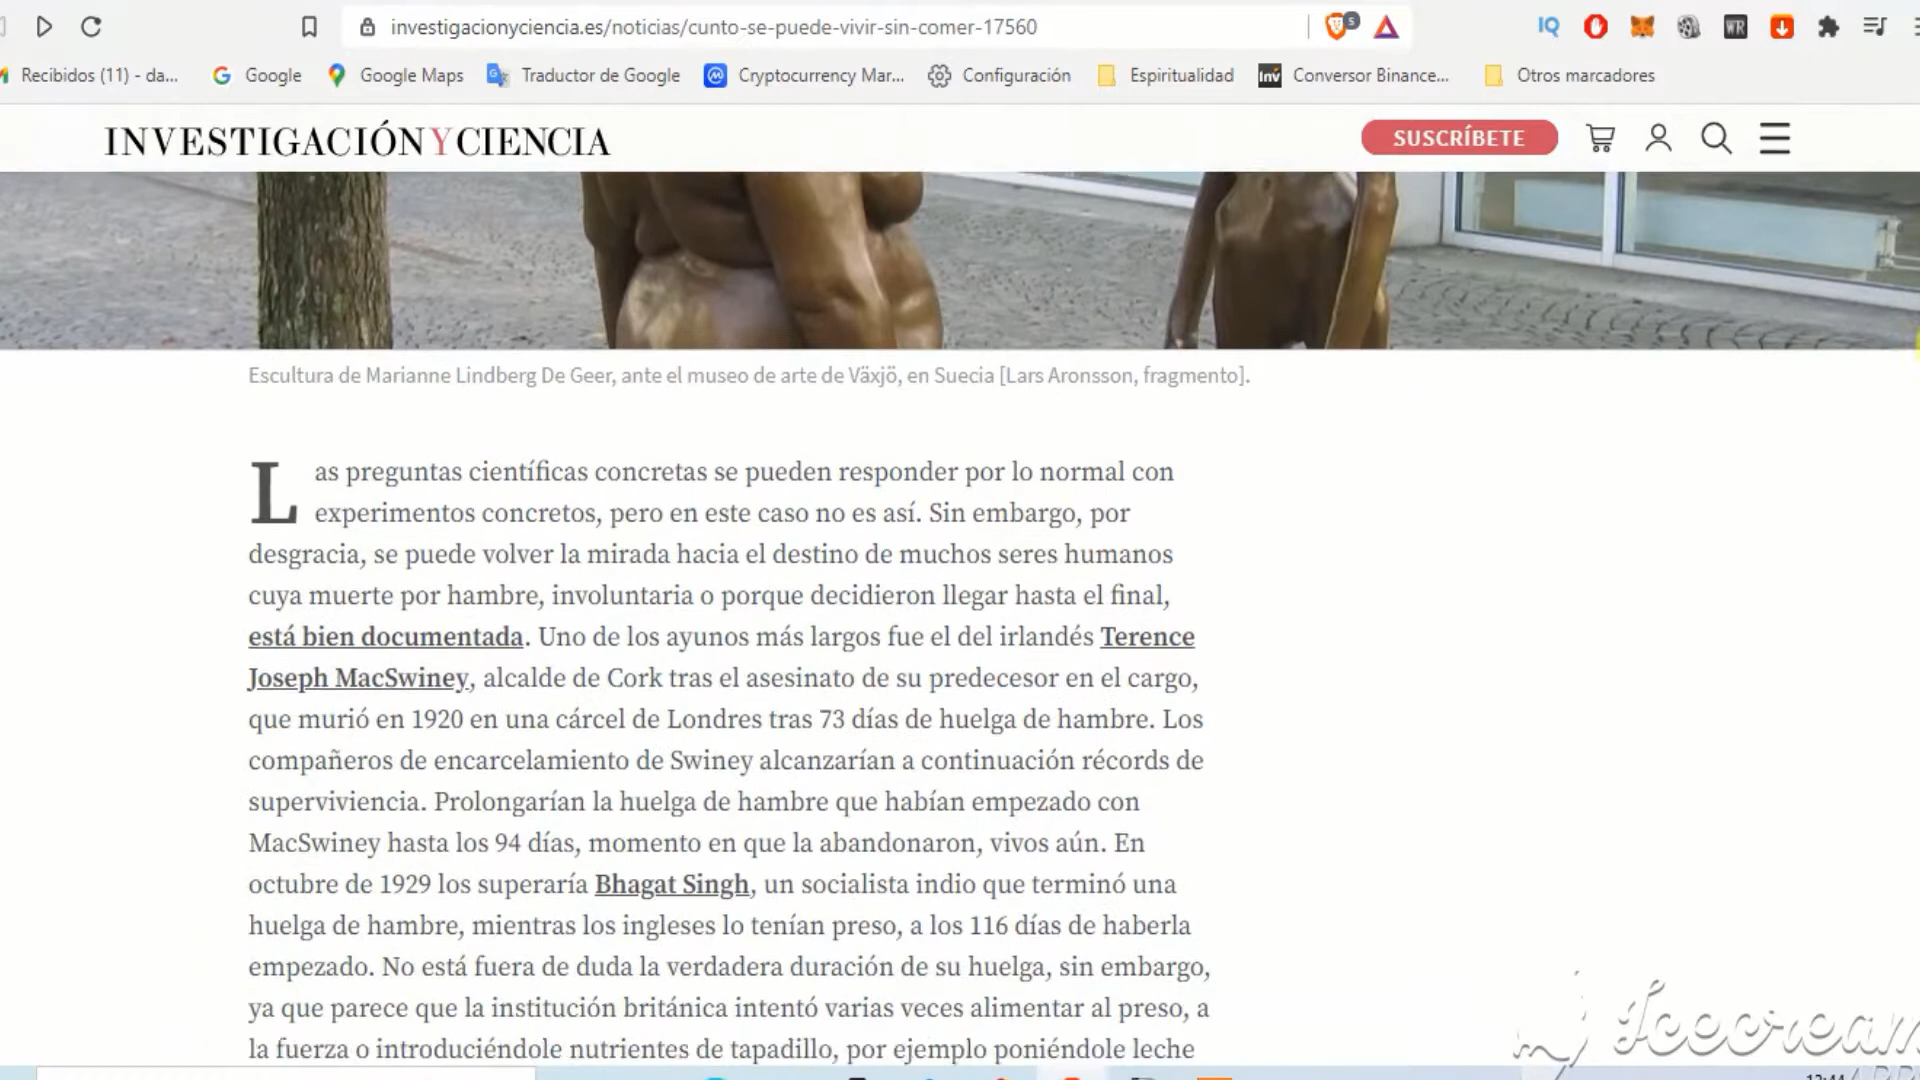 investigacionyciencia.es/noticias/cunto-se-puede-vivir-sin-comer-17560
5
IQ
WR
Recibidos (11) - da...
Google
Google Maps
Traductor de Google
Cryptocurrency Mar...
Configuración
Espiritualidad
Inv
Conversor Binance...
Otros marcadores
INVESTIGACIÓNYCIENCIA
SUSCRÍBETE
Escultura de Marianne Lindberg De Geer, ante el museo de arte de Växjö, en Suecia [Lars Aronsson, fragmento].
Las preguntas científicas concretas se pueden responder por lo normal con
experimentos concretos, pero en este caso no es así. Sin embargo, por
desgracia, se puede volver la mirada hacia el destino de muchos seres humanos
cuya muerte por hambre, involuntaria o porque decidieron llegar hasta el final,
está bien documentada. Uno de los ayunos más largos fue el del irlandés Terence
Joseph MacSwiney, alcalde de Cork tras el asesinato de su predecesor en el cargo,
que murió en 1920 en una cárcel de Londres tras 73 días de huelga de hambre. Los
compañeros de encarcelamiento de Swiney alcanzarían a continuación récords de
superviviencia. Prolongarían la huelga de hambre que habían empezado con
MacSwiney hasta los 94 días, momento en que la abandonaron, vivos aún. En
octubre de 1929 los superaría Bhagat Singh, un socialista indio que terminó una
huelga de hambre, mientras los ingleses lo tenían preso, a los 116 días de haberla
empezado. No está fuera de duda la verdadera duración de su huelga, sin embargo,
ya que parece que la institución británica intentó varias veces alimentar al preso, a
la fuerza o introduciéndole nutrientes de tapadillo, por ejemplo poniéndole leche
Icecream